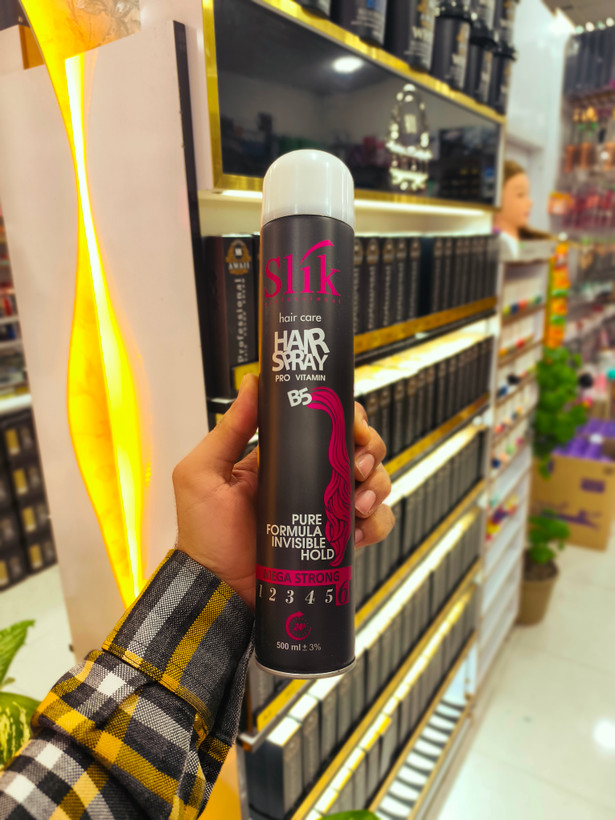 Slik
hair care
HAIR
SPRAY
PRO VITAMIN
B5
PURE
FORMULA
INVISIBLE
HOLD
MEGA STRONG
1 2 3 4 5 6
500 ml ± 3%
Professional